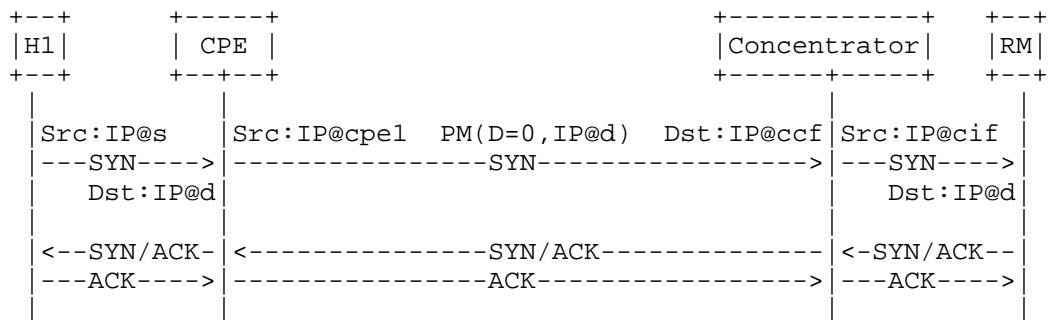 +--+       +-----+                              +------------+   +--+
|H1|       | CPE |                              |Concentrator|   |RM|
+--+       +--+--+                              +------+-----+   +--+
 |            |                                        |            |
 |Src:IP@s    |Src:IP@cpe1  PM(D=0,IP@d)  Dst:IP@ccf|Src:IP@cif  |
 |---SYN---->|----------------SYN----------------->|---SYN---->|
 |   Dst:IP@d|                                        |   Dst:IP@d|
 |            |                                        |            |
 |<--SYN/ACK-|<---------------SYN/ACK--------------|<-SYN/ACK--|
 |---ACK---->|----------------ACK----------------->|---ACK---->|
 |            |                                        |            |